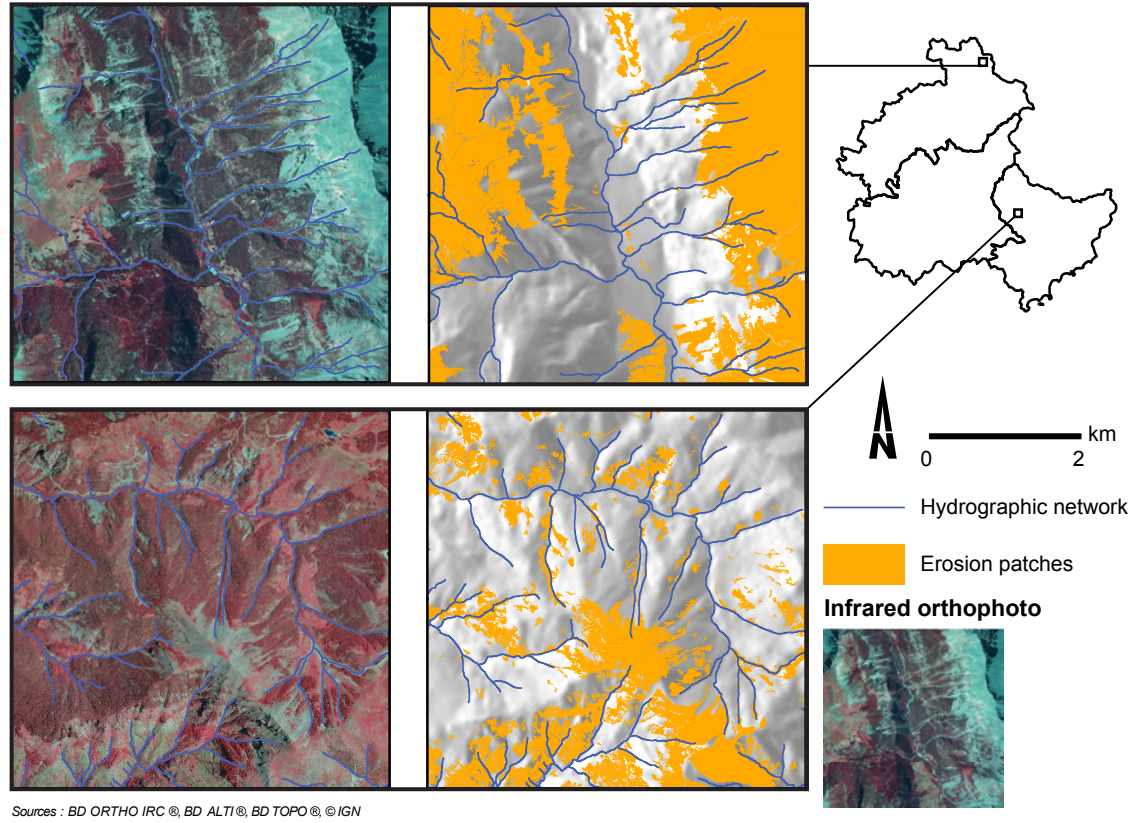 N
km
0 2
Hydrographic network
Erosion patches
Infrared orthophoto
Sources : BD ORTHO IRC ®, BD ALTI ®, BD TOPO ®, © IGN